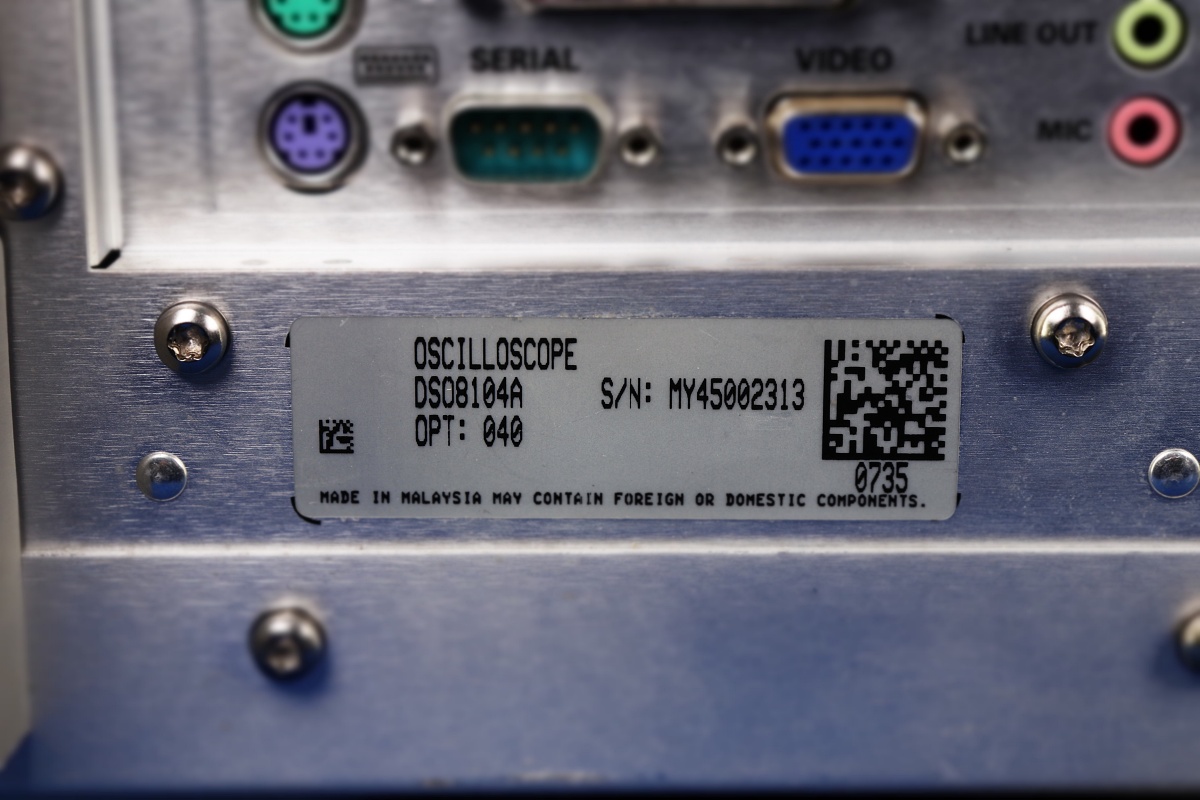 SERIAL
VIDEO
LINE OUT
MIC
OSCILLOSCOPE
DSO8104A S/N: MY45002313
OPT: 040
0735
MADE IN MALAYSIA MAY CONTAIN FOREIGN OR DOMESTIC COMPONENTS.